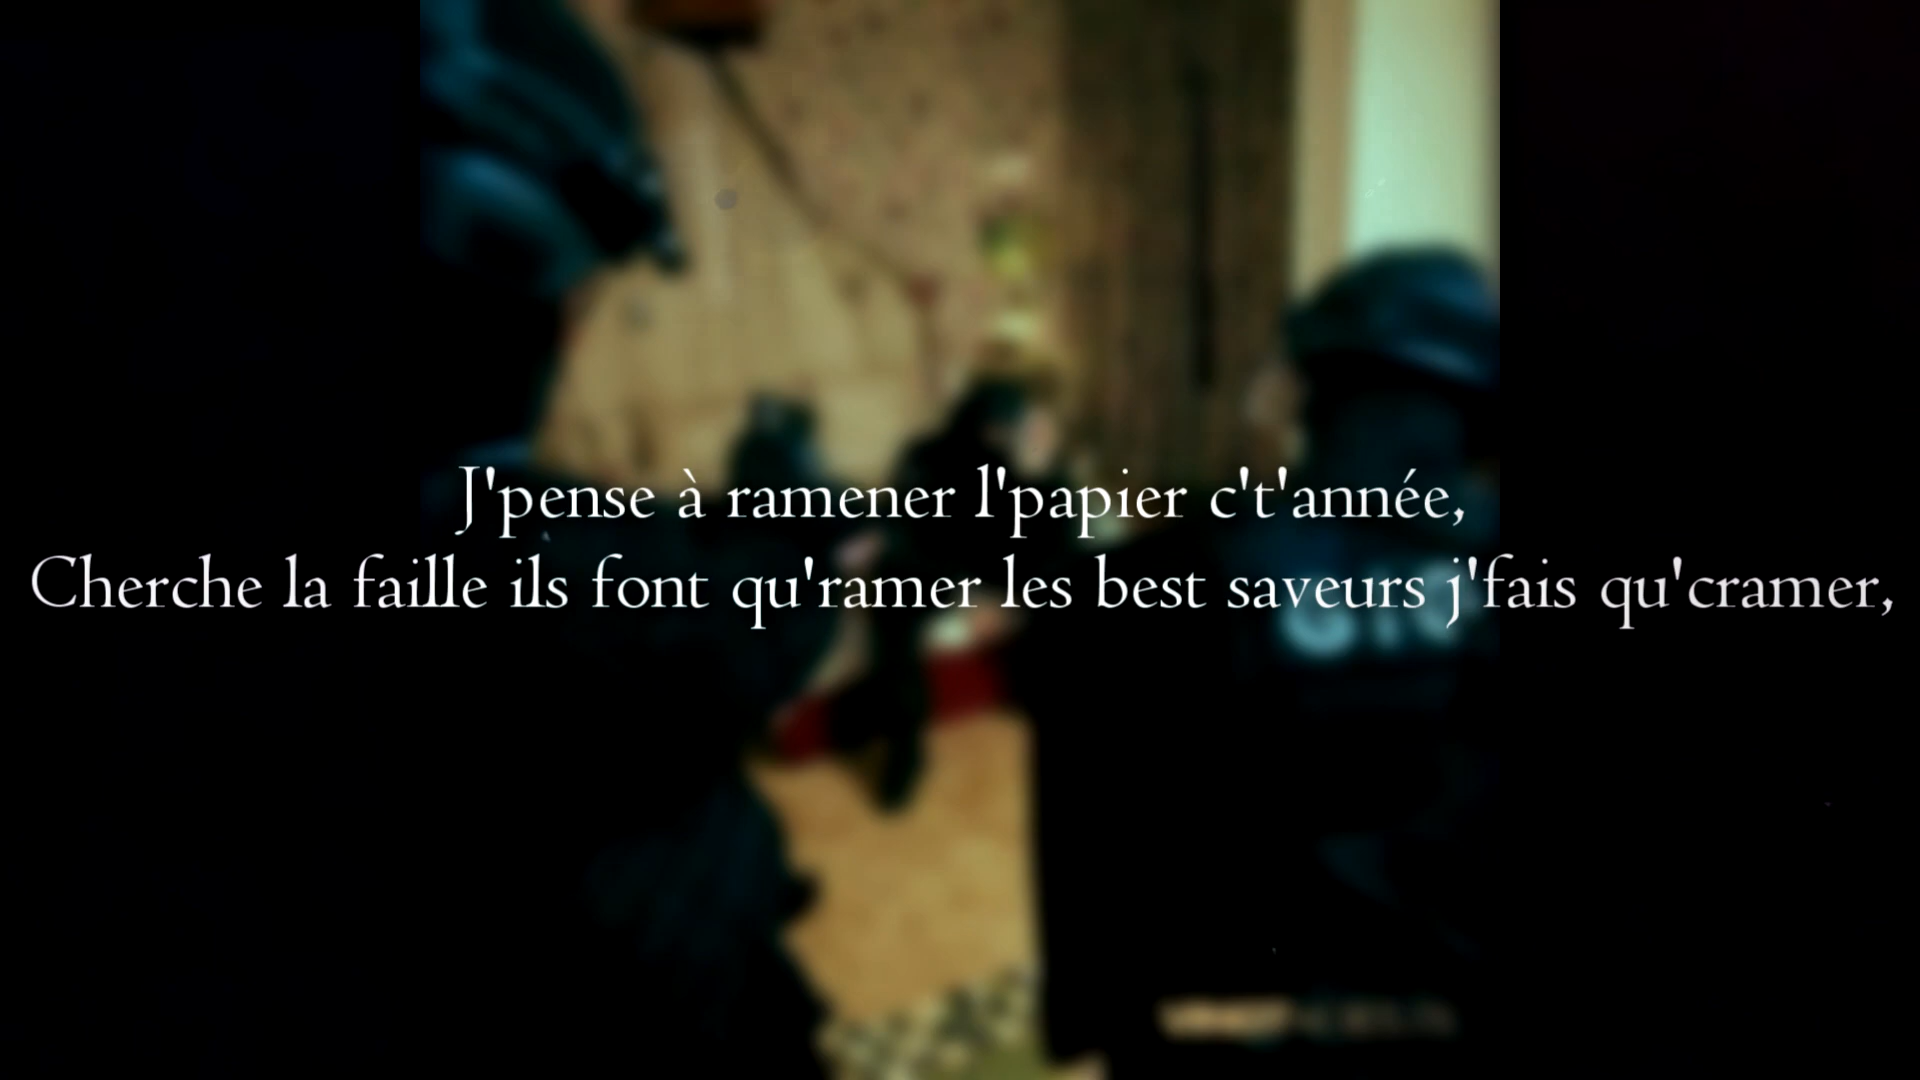 J'pense à ramener l'papier c't'année,
Cherche la faille ils font qu'ramer les best saveurs j'fais qu'cramer,